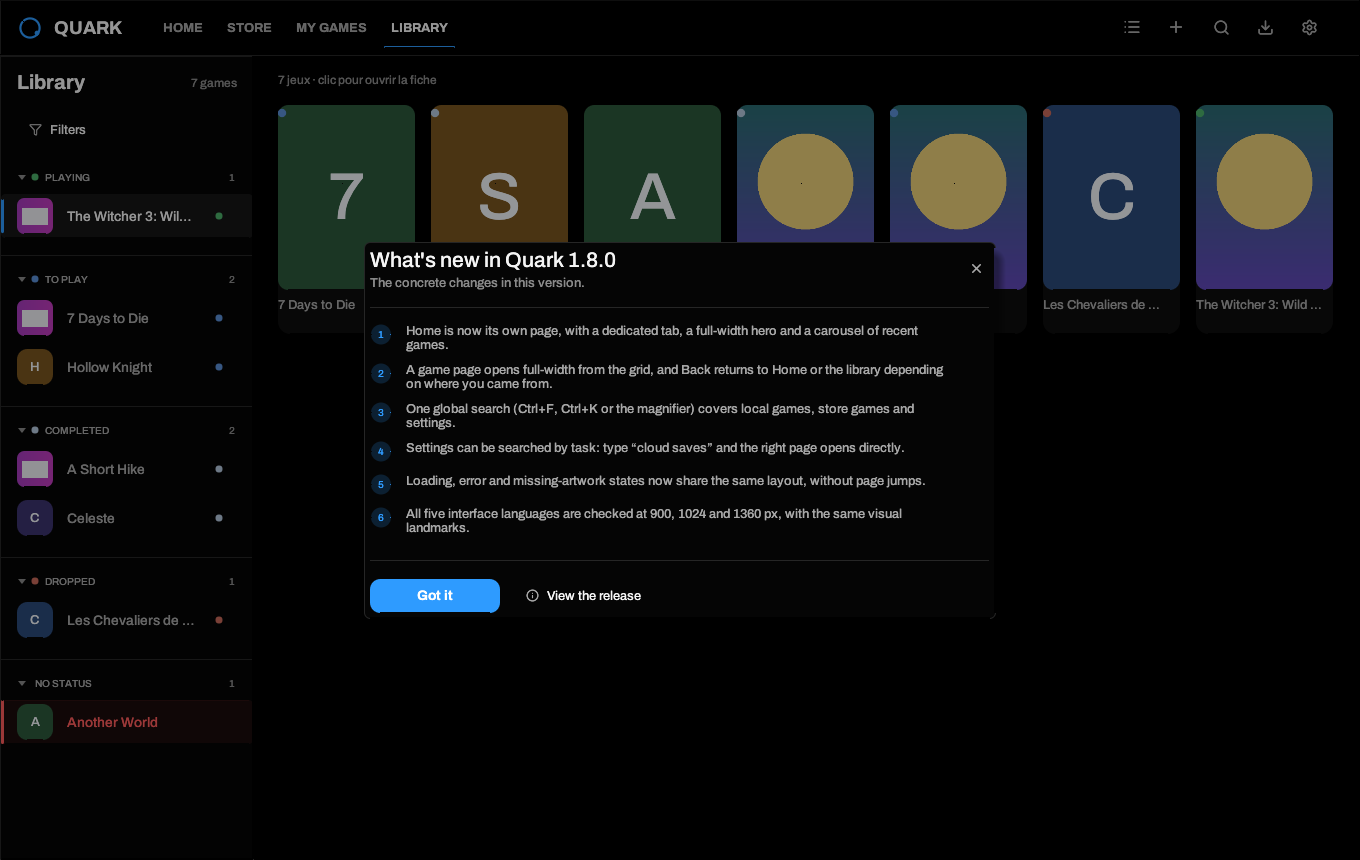 QUARK
HOME
STORE
MY GAMES
LIBRARY
Library
7 games
Filters
PLAYING
1
The Witcher 3: Wil...
TO PLAY
2
7 Days to Die
H
Hollow Knight
COMPLETED
2
A Short Hike
C
Celeste
DROPPED
1
C
Les Chevaliers de ...
NO STATUS
1
A
Another World
7 jeux · clic pour ouvrir la fiche
7
S
A
C
7 Days to Die
Les Chevaliers de ...
The Witcher 3: Wild ...
What's new in Quark 1.8.0
The concrete changes in this version.
1
Home is now its own page, with a dedicated tab, a full-width hero and a carousel of recent
games.
2
A game page opens full-width from the grid, and Back returns to Home or the library depending
on where you came from.
3
One global search (Ctrl+F, Ctrl+K or the magnifier) covers local games, store games and
settings.
4
Settings can be searched by task: type “cloud saves” and the right page opens directly.
5
Loading, error and missing-artwork states now share the same layout, without page jumps.
6
All five interface languages are checked at 900, 1024 and 1360 px, with the same visual
landmarks.
Got it
View the release